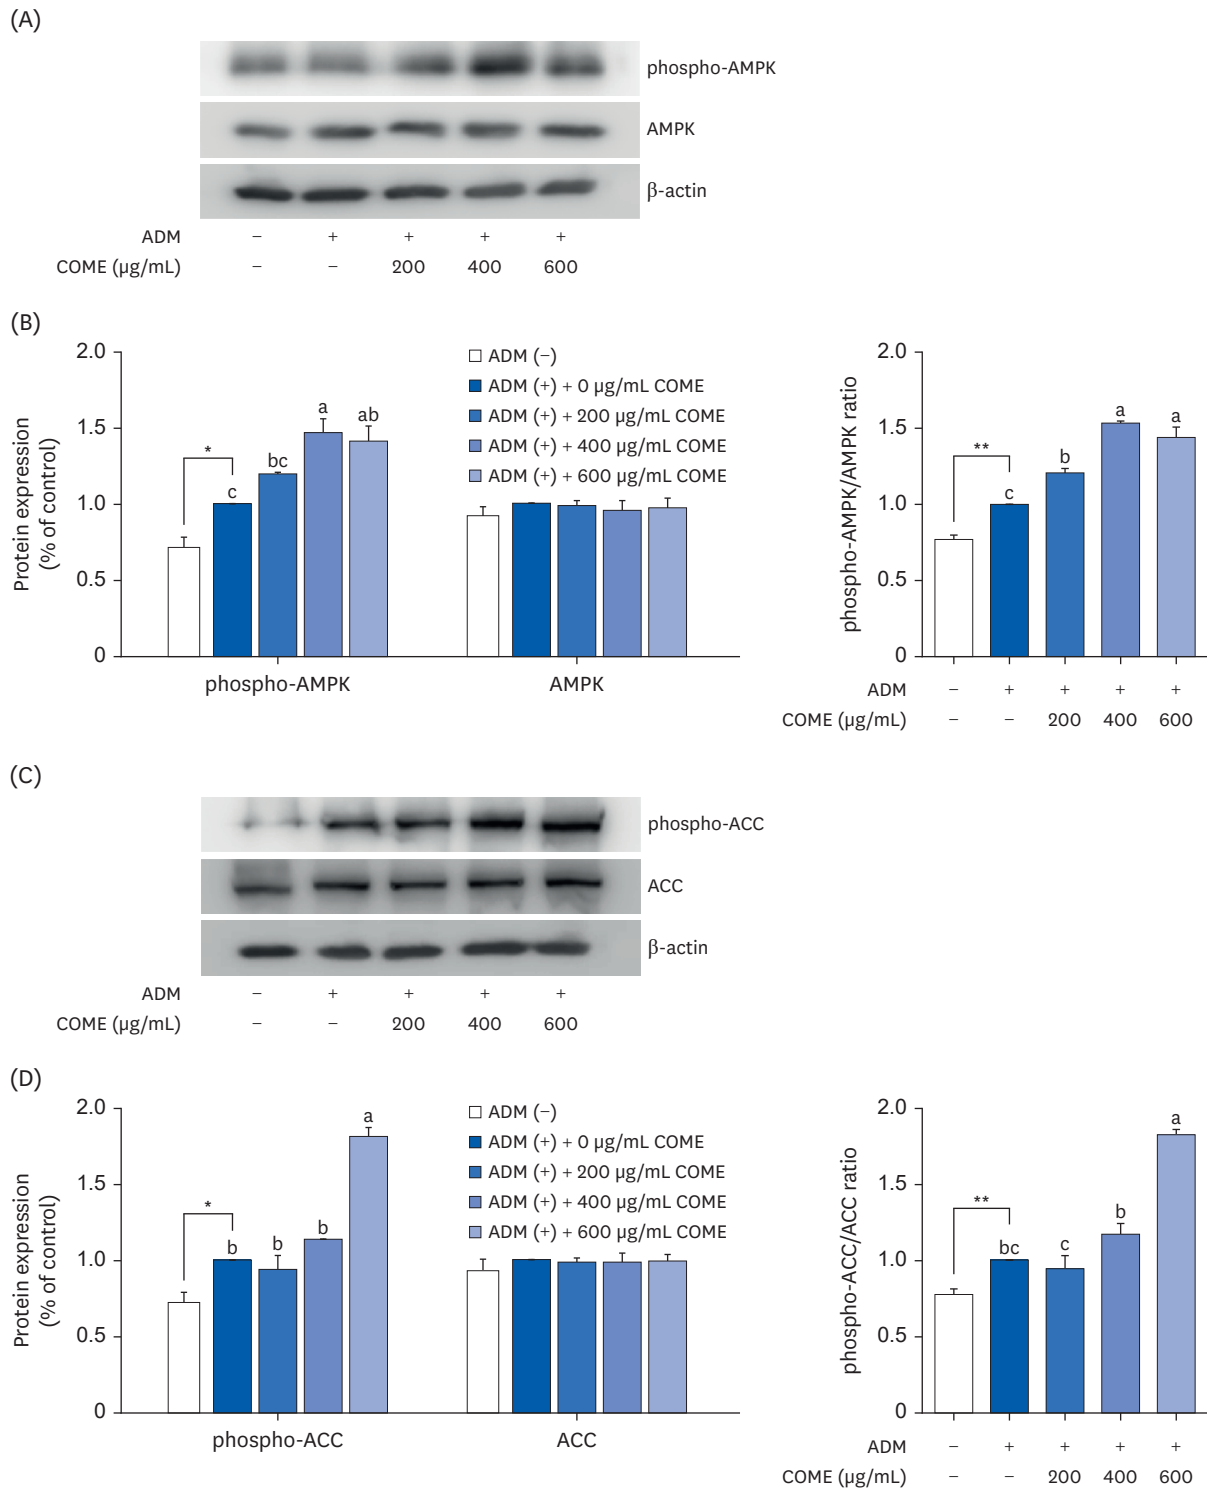 (A)
phospho-AMPK
AMPK
β-actin
ADM – + + + +
COME (µg/mL) – – 200 400 600
(B)
Protein expression
(% of control)
2.0
1.5
1.0
0.5
0
* c bc a ab
phospho-AMPK AMPK
ADM (–)
ADM (+) + 0 µg/mL COME
ADM (+) + 200 µg/mL COME
ADM (+) + 400 µg/mL COME
ADM (+) + 600 µg/mL COME
phospho-AMPK/AMPK ratio
2.0
1.5
1.0
0.5
0
** c b a a
ADM – + + + +
COME (µg/mL) – – 200 400 600
(C)
phospho-ACC
ACC
β-actin
ADM – + + + +
COME (µg/mL) – – 200 400 600
(D)
Protein expression
(% of control)
2.0
1.5
1.0
0.5
0
* b b b a
phospho-ACC ACC
ADM (–)
ADM (+) + 0 µg/mL COME
ADM (+) + 200 µg/mL COME
ADM (+) + 400 µg/mL COME
ADM (+) + 600 µg/mL COME
phospho-ACC/ACC ratio
2.0
1.5
1.0
0.5
0
** bc c b a
ADM – + + + +
COME (µg/mL) – – 200 400 600